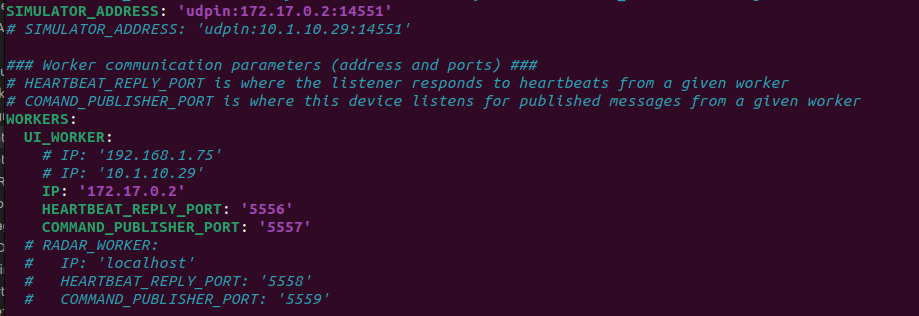 SIMULATOR_ADDRESS: 'udpin:172.17.0.2:14551'
# SIMULATOR_ADDRESS: 'udpin:10.1.10.29:14551'
### Worker communication parameters (address and ports) ###
# HEARTBEAT_REPLY_PORT is where the listener responds to heartbeats from a given worker
# COMAND_PUBLISHER_PORT is where this device listens for published messages from a given worker
WORKERS:
  UI_WORKER:
    # IP: '192.168.1.75'
    # IP: '10.1.10.29'
    IP: '172.17.0.2'
    HEARTBEAT_REPLY_PORT: '5556'
    COMMAND_PUBLISHER_PORT: '5557'
  # RADAR_WORKER:
  #   IP: 'localhost'
  #   HEARTBEAT_REPLY_PORT: '5558'
  #   COMMAND_PUBLISHER_PORT: '5559'